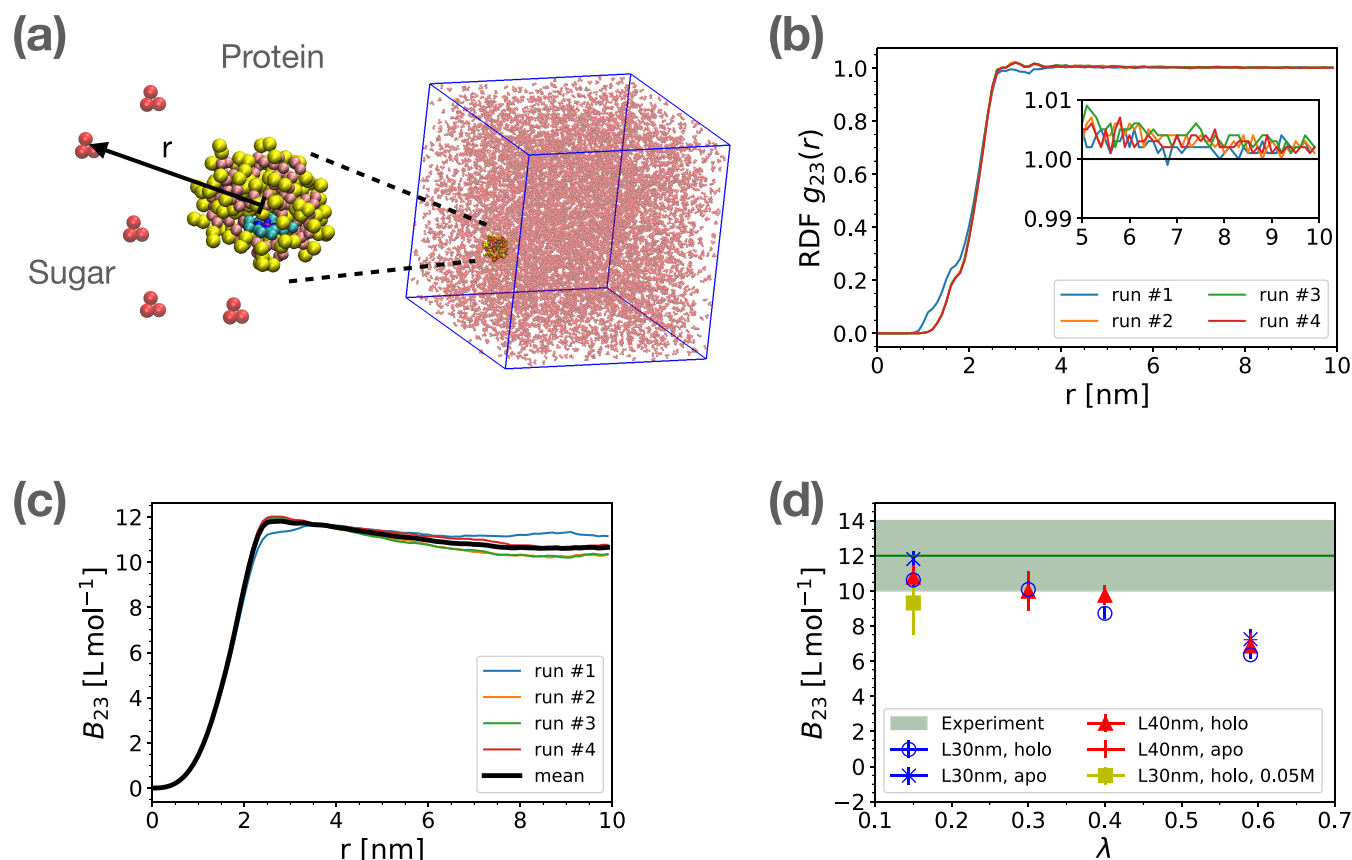 (a)
Protein
r
Sugar
(b)
RDF g₂₃(r)
1.0
0.8
0.6
0.4
0.2
0.0
1.01
1.00
0.99
5 6 7 8 9 10
run #1 run #3
run #2 run #4
0 2 4 6 8 10
r [nm]
(c)
B₂₃ [L mol⁻¹]
12
10
8
6
4
2
0
run #1
run #2
run #3
run #4
mean
0 2 4 6 8 10
r [nm]
(d)
B₂₃ [L mol⁻¹]
14
12
10
8
6
4
2
0
−2
Experiment L40nm, holo
L30nm, holo L40nm, apo
L30nm, apo L30nm, holo, 0.05M
0.1 0.2 0.3 0.4 0.5 0.6 0.7
λ